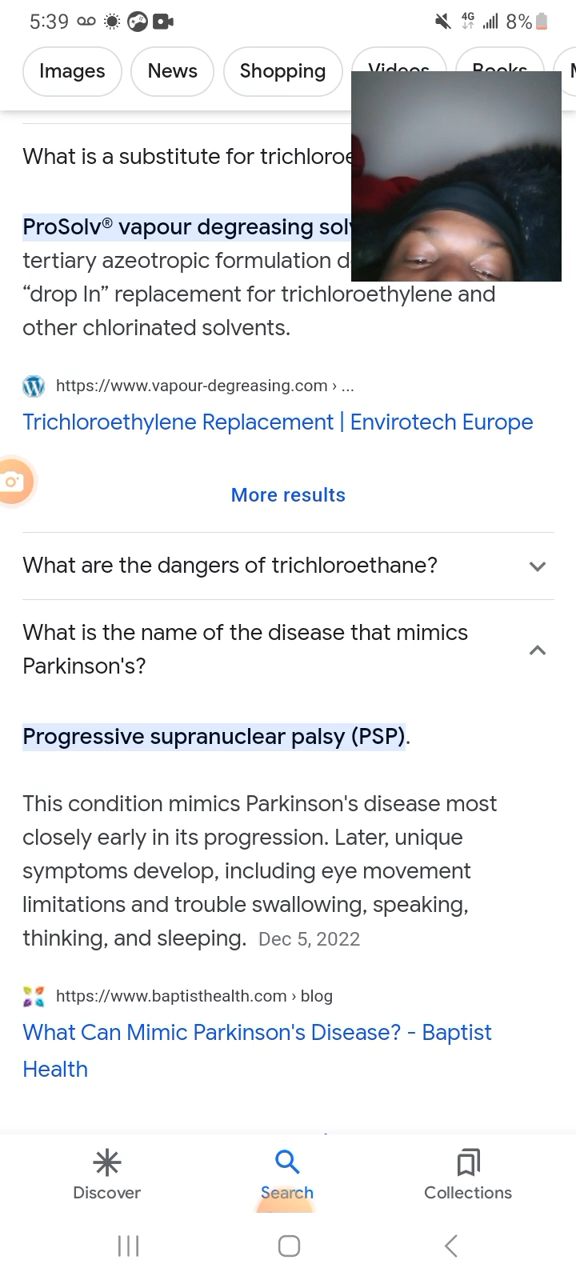 5:39
4G
8%
Images
News
Shopping
Videos
Books
What is a substitute for
ProSolv® vapour degreasing
tertiary azeotropic formulation
“drop In” replacement for trichloroethylene and
other chlorinated solvents.
https://www.vapour-degreasing.com › ...
Trichloroethylene Replacement | Envirotech Europe
More results
What are the dangers of trichloroethane?
What is the name of the disease that mimics
Parkinson's?
Progressive supranuclear palsy (PSP).
This condition mimics Parkinson's disease most
closely early in its progression. Later, unique
symptoms develop, including eye movement
limitations and trouble swallowing, speaking,
thinking, and sleeping. Dec 5, 2022
https://www.baptisthealth.com › blog
What Can Mimic Parkinson's Disease? - Baptist
Health
Discover
Search
Collections